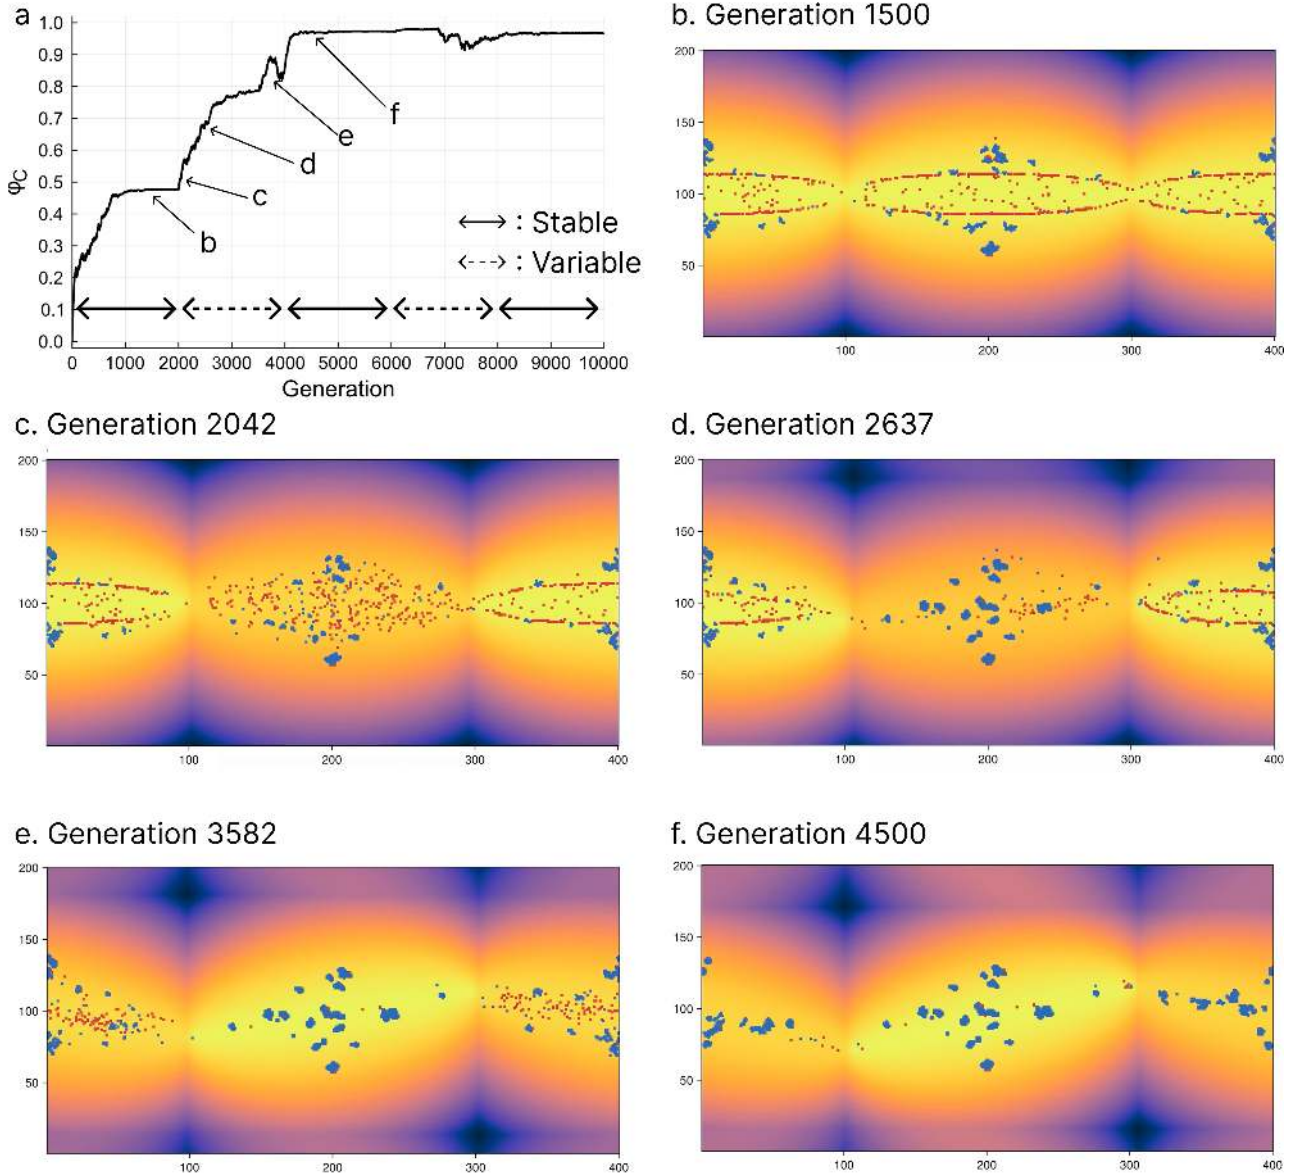 a
φC
1.0
0.9
0.8
0.7
0.6
0.5
0.4
0.3
0.2
0.1
0.0
f
e
d
c
b
: Stable
: Variable
0 1000 2000 3000 4000 5000 6000 7000 8000 9000 10000
Generation
b. Generation 1500
200
150
100
50
100 200 300 400
c. Generation 2042
200
150
100
50
100 200 300 400
d. Generation 2637
200
150
100
50
100 200 300 400
e. Generation 3582
200
150
100
50
100 200 300 400
f. Generation 4500
200
150
100
50
100 200 300 400